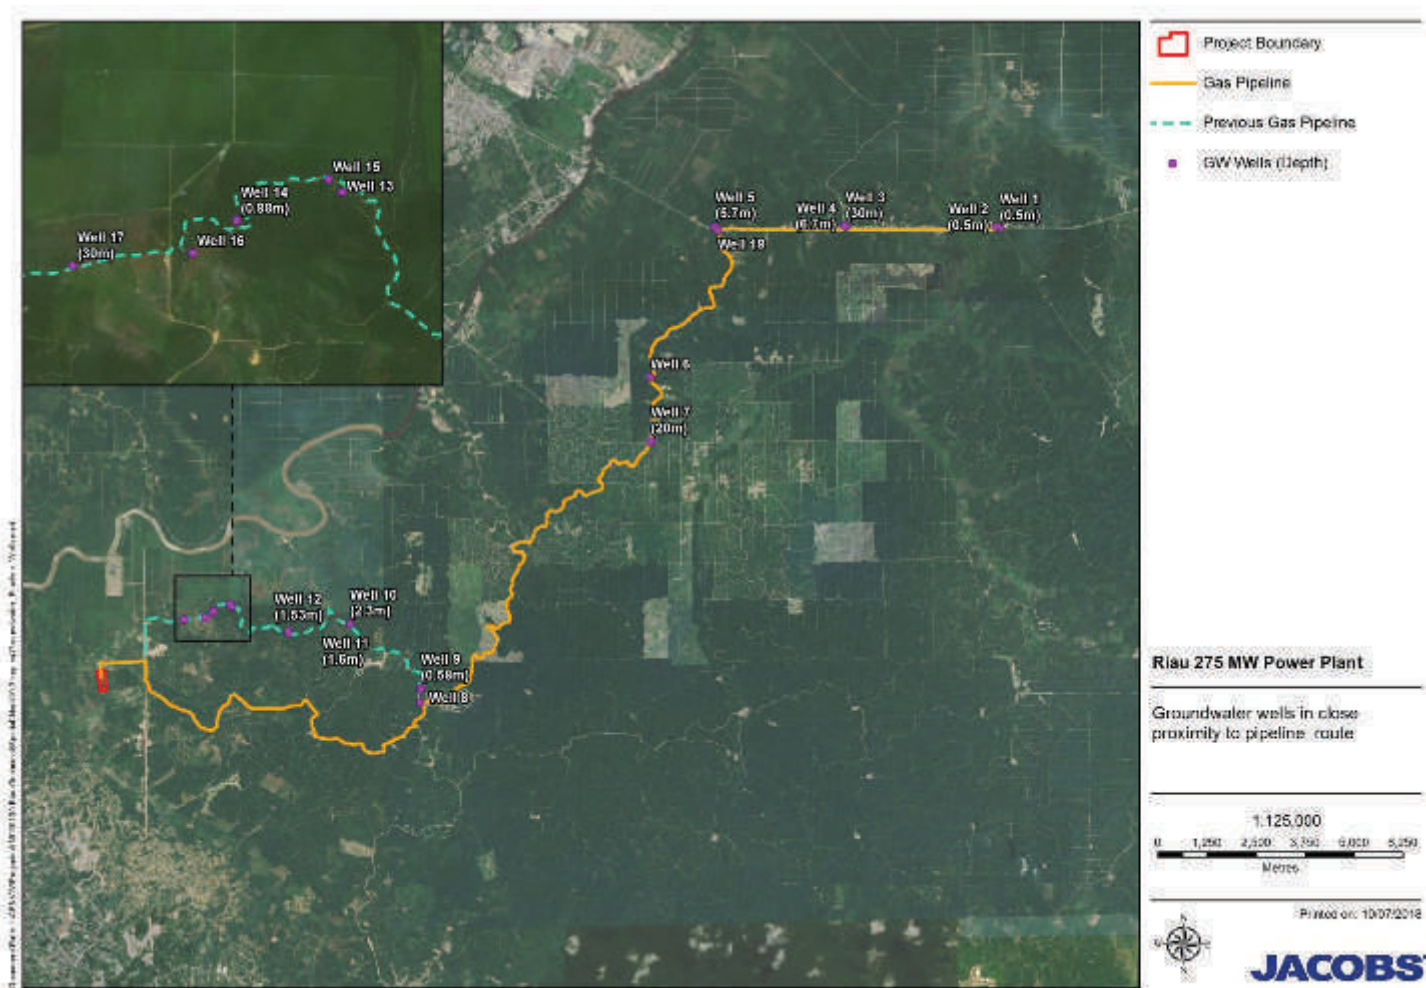 Well 15
Well 13
Well 14
(0.88m)
Well 16
Well 17
(30m)
Well 5
(5.7m)
Well 18
Well 4
(6.7m)
Well 3
(30m)
Well 2
(0.5m)
Well 1
(0.5m)
Well 6
Well 7
(20m)
Well 12
(1.53m)
Well 10
(2.3m)
Well 11
(1.6m)
Well 9
(0.58m)
Well 8
Project Boundary
Gas Pipeline
Previous Gas Pipeline
GW Wells (Depth)
Riau 275 MW Power Plant
Groundwater wells in close
proximity to pipeline route
1:125,000
0 1,250 2,500 3,750 5,000 6,250
Metres
Printed on: 10/07/2018
JACOBS